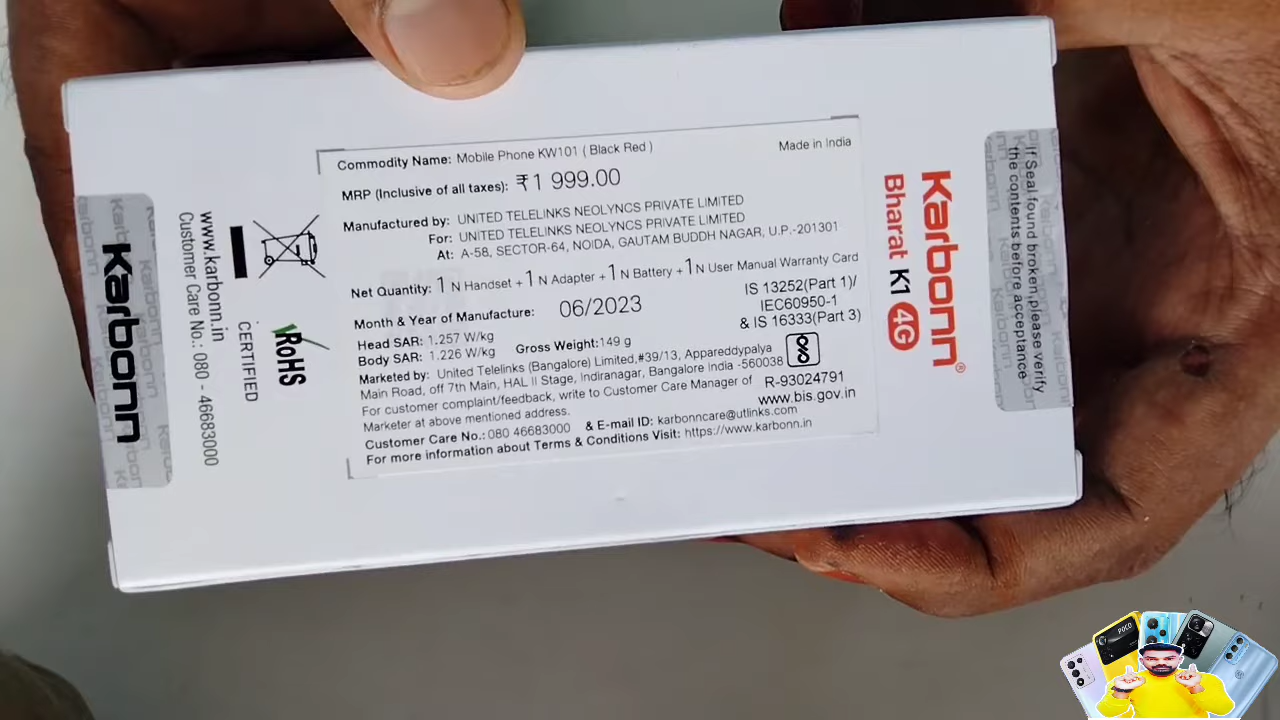 Commodity Name: Mobile Phone KW101 ( Black Red )
Made in India
MRP (Inclusive of all taxes): ₹1 999.00
Manufactured by: UNITED TELELINKS NEOLYNCS PRIVATE LIMITED
For: UNITED TELELINKS NEOLYNCS PRIVATE LIMITED
At: A-58, SECTOR-64, NOIDA, GAUTAM BUDDH NAGAR, U.P.-201301
Net Quantity: 1 N Handset + 1 N Adapter + 1 N Battery + 1 N User Manual Warranty Card
Month & Year of Manufacture: 06/2023
IS 13252(Part 1)/
IEC60950-1
& IS 16333(Part 3)
Head SAR: 1.257 W/kg
Body SAR: 1.226 W/kg
Gross Weight: 149 g
Marketed by: United Telelinks (Bangalore) Limited,#39/13, Appareddypalya
Main Road, off 7th Main, HAL II Stage, Indiranagar, Bangalore India -560038
For customer complaint/feedback, write to Customer Care Manager of
Marketer at above mentioned address.
R-93024791
www.bis.gov.in
Customer Care No.: 080 46683000 & E-mail ID: karbonncare@utlinks.com
For more information about Terms & Conditions Visit: https://www.karbonn.in
Karbonn®
Bharat K1 4G
If Seal found broken,please verify
the contents before acceptance
Karbonn
RoHS
CERTIFIED
www.karbonn.in
Customer Care No.: 080 - 46683000
Karbonn
POCO